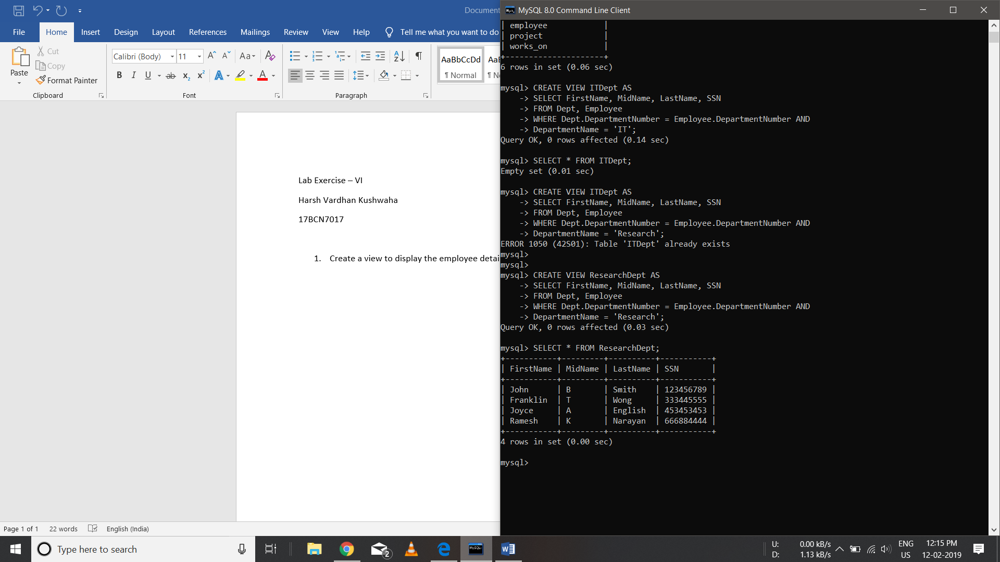 Document
File Home Insert Design Layout References Mailings Review View Help Tell me what you want to do
Paste
Cut
Copy
Format Painter
Clipboard
Calibri (Body) 11
Font
Paragraph
AaBbCcDd
¶ Normal
Lab Exercise – VI
Harsh Vardhan Kushwaha
17BCN7017
1. Create a view to display the employee detai
Page 1 of 1 22 words English (India)
MySQL 8.0 Command Line Client
| employee |
| project |
| works_on |
+---------------------+
6 rows in set (0.06 sec)
mysql> CREATE VIEW ITDept AS
-> SELECT FirstName, MidName, LastName, SSN
-> FROM Dept, Employee
-> WHERE Dept.DepartmentNumber = Employee.DepartmentNumber AND
-> DepartmentName = 'IT';
Query OK, 0 rows affected (0.14 sec)
mysql> SELECT * FROM ITDept;
Empty set (0.01 sec)
mysql> CREATE VIEW ITDept AS
-> SELECT FirstName, MidName, LastName, SSN
-> FROM Dept, Employee
-> WHERE Dept.DepartmentNumber = Employee.DepartmentNumber AND
-> DepartmentName = 'Research';
ERROR 1050 (42S01): Table 'ITDept' already exists
mysql>
mysql>
mysql> CREATE VIEW ResearchDept AS
-> SELECT FirstName, MidName, LastName, SSN
-> FROM Dept, Employee
-> WHERE Dept.DepartmentNumber = Employee.DepartmentNumber AND
-> DepartmentName = 'Research';
Query OK, 0 rows affected (0.03 sec)
mysql> SELECT * FROM ResearchDept;
+-----------+---------+----------+-----------+
| FirstName | MidName | LastName | SSN |
+-----------+---------+----------+-----------+
| John | B | Smith | 123456789 |
| Franklin | T | Wong | 333445555 |
| Joyce | A | English | 453453453 |
| Ramesh | K | Narayan | 666884444 |
+-----------+---------+----------+-----------+
4 rows in set (0.00 sec)
mysql>
Type here to search
2
U: 0.00 kB/s
D: 1.13 kB/s
ENG
US
12:15 PM
12-02-2019